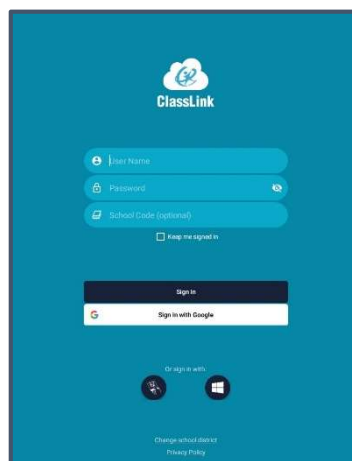 ClassLink
User Name
Password
School Code (optional)
Keep me signed in
Sign in
Sign in with Google
Or sign in with:
Change school district
Privacy Policy